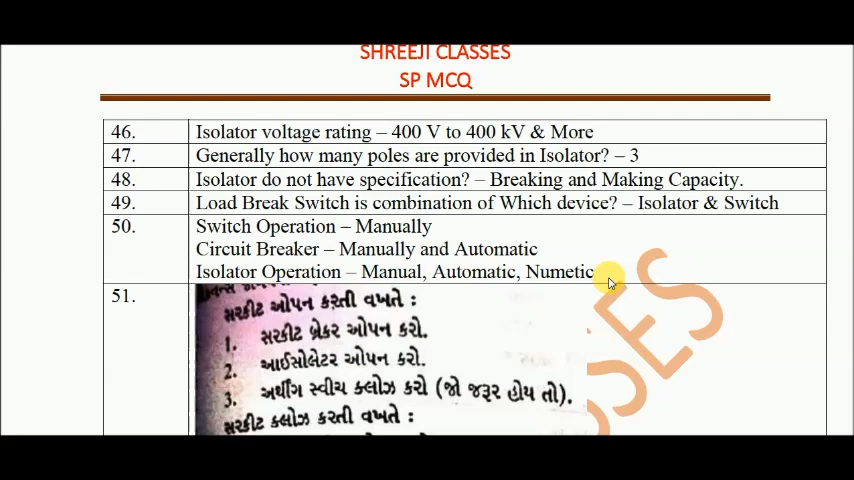 SHREEJI CLASSES
SP MCQ
46. Isolator voltage rating – 400 V to 400 kV & More
47. Generally how many poles are provided in Isolator? – 3
48. Isolator do not have specification? – Breaking and Making Capacity.
49. Load Break Switch is combination of Which device? – Isolator & Switch
50. Switch Operation – Manually
Circuit Breaker – Manually and Automatic
Isolator Operation – Manual, Automatic, Numetic
51.
સરકીટ ઓપન કરતી વખતે :
1. સરકીટ બ્રેકર ઓપન કરો.
2. આઈસોલેટર ઓપન કરો.
3. અર્થીંગ સ્વીચ ક્લોઝ કરો (જો જરૂર હોય તો).
સરકીટ ક્લોઝ કરતી વખતે :